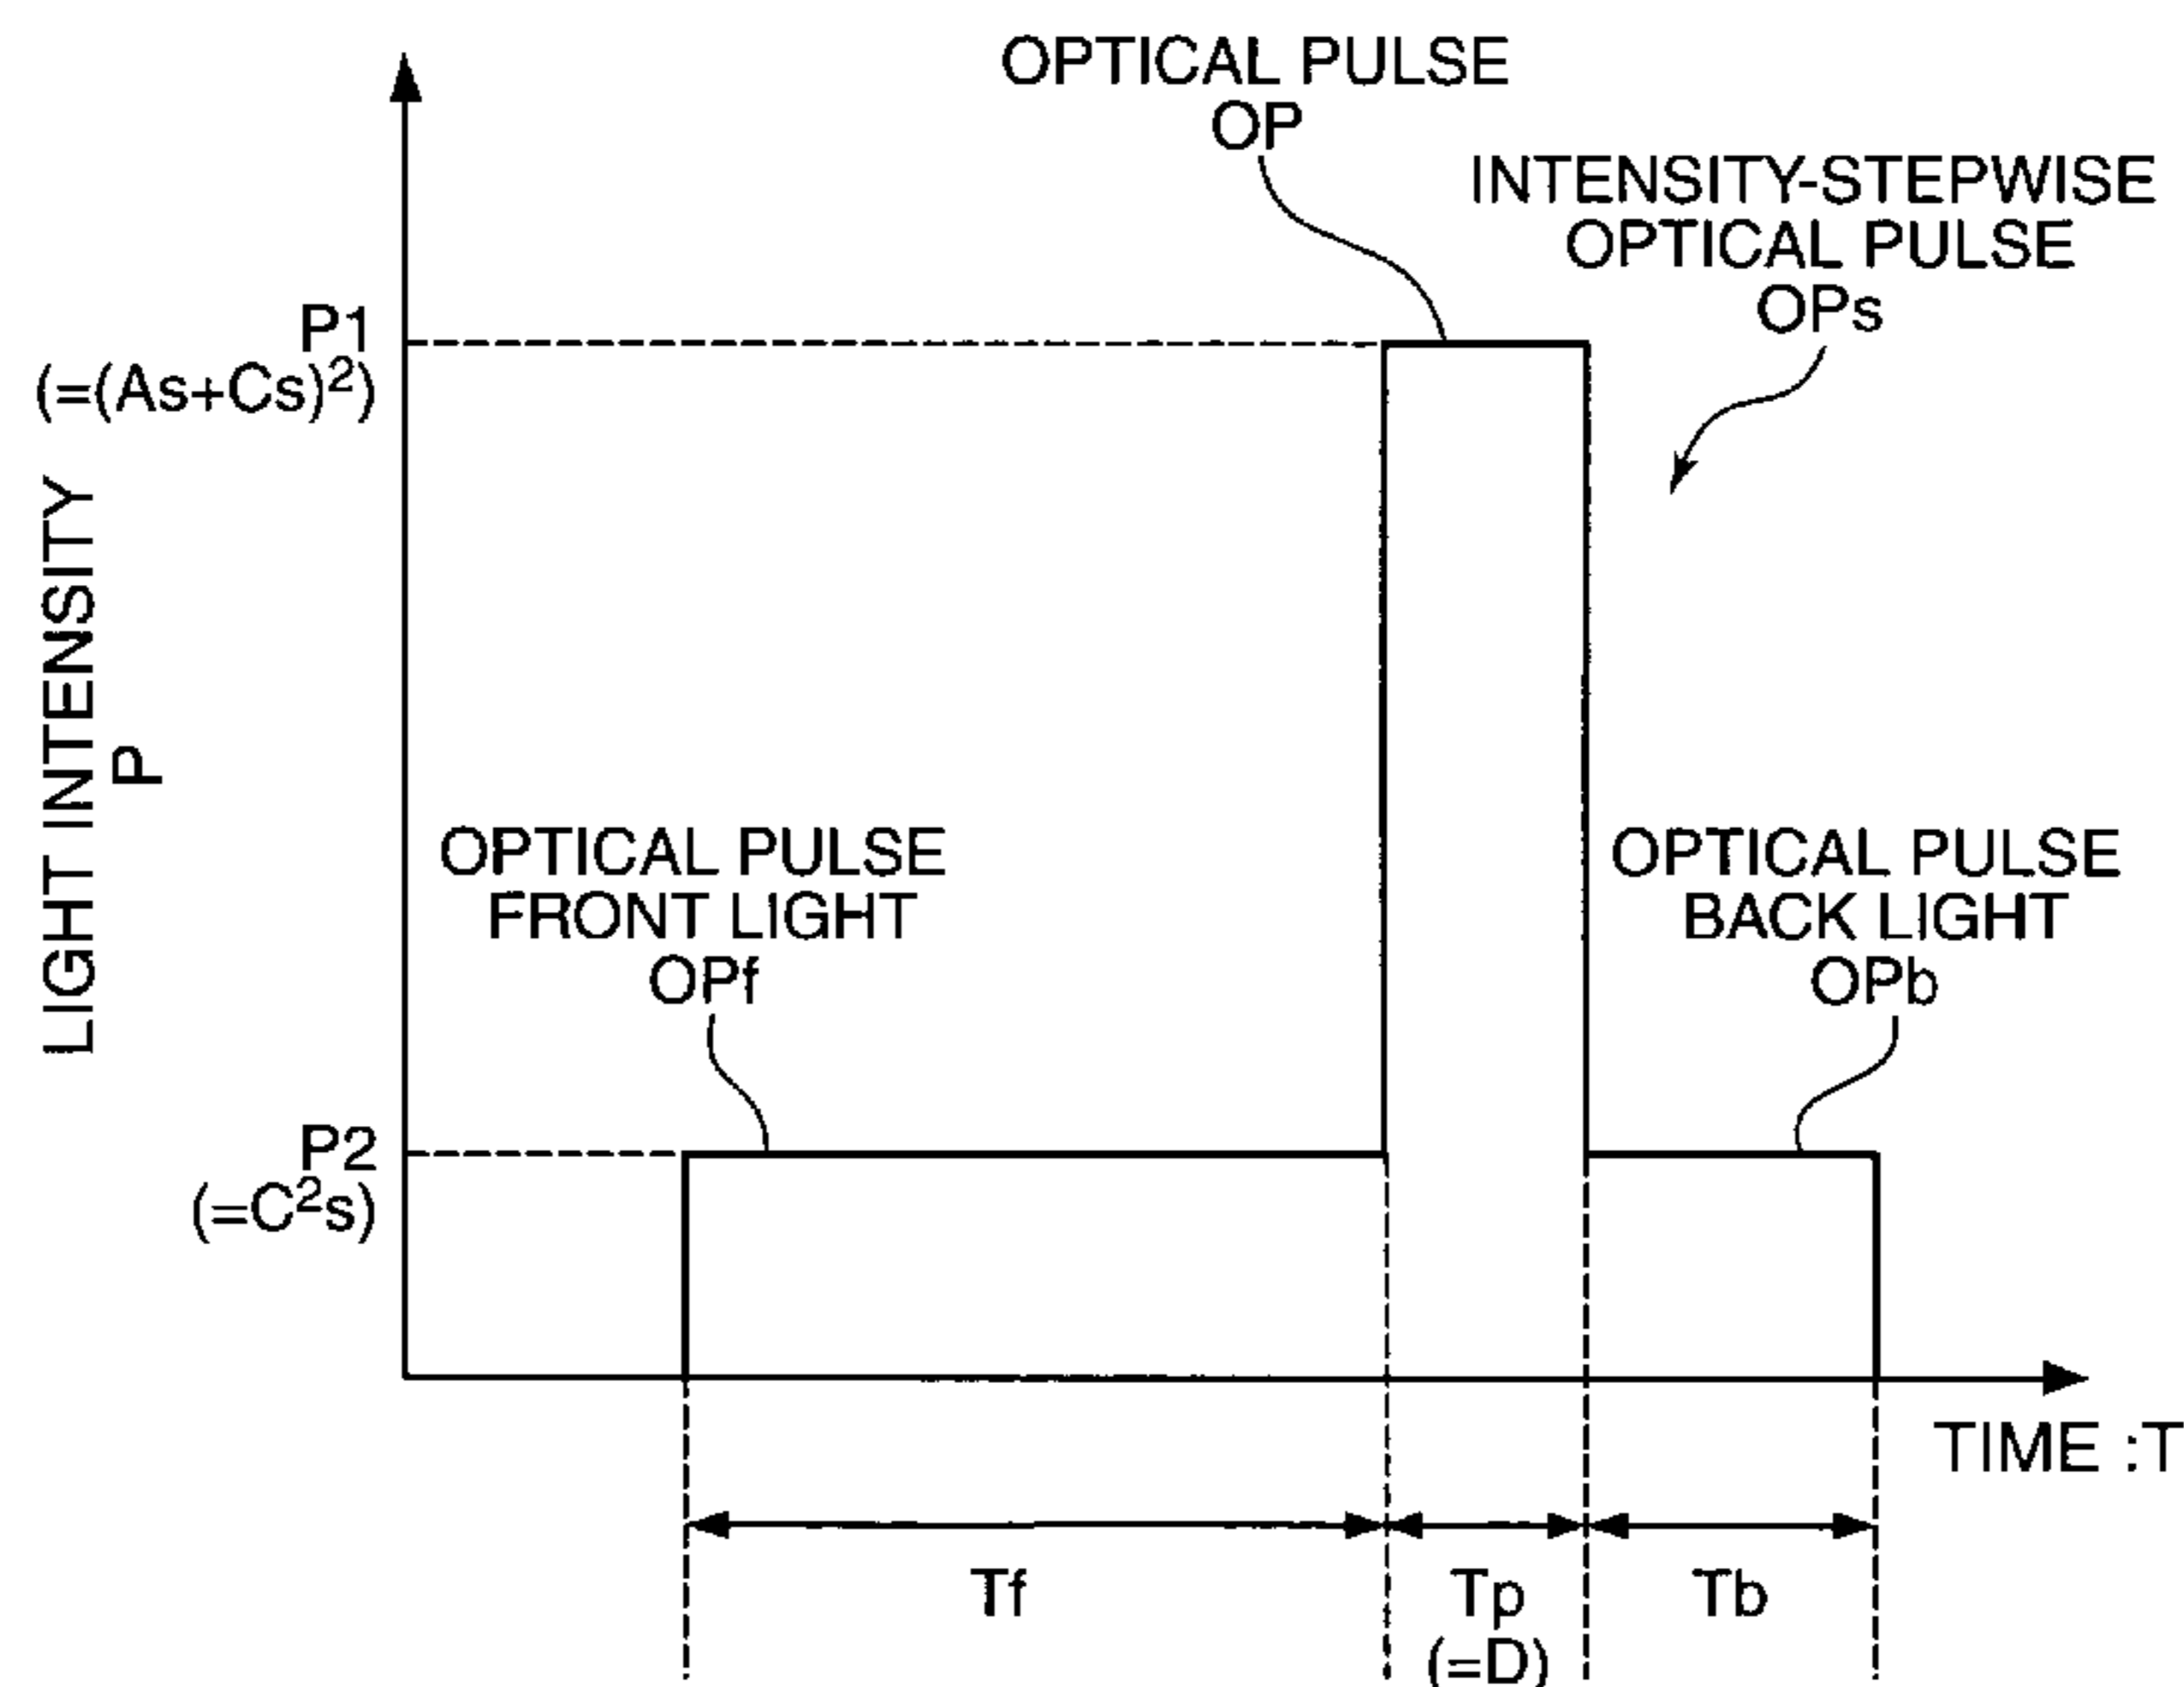 OPTICAL PULSE
OP
INTENSITY-STEPWISE
OPTICAL PULSE
OPs
P1
(=(As+Cs)²)
LIGHT INTENSITY
P
OPTICAL PULSE
FRONT LIGHT
OPf
OPTICAL PULSE
BACK LIGHT
OPb
P2
(=C²s)
TIME :T
Tf
Tp
(=D)
Tb